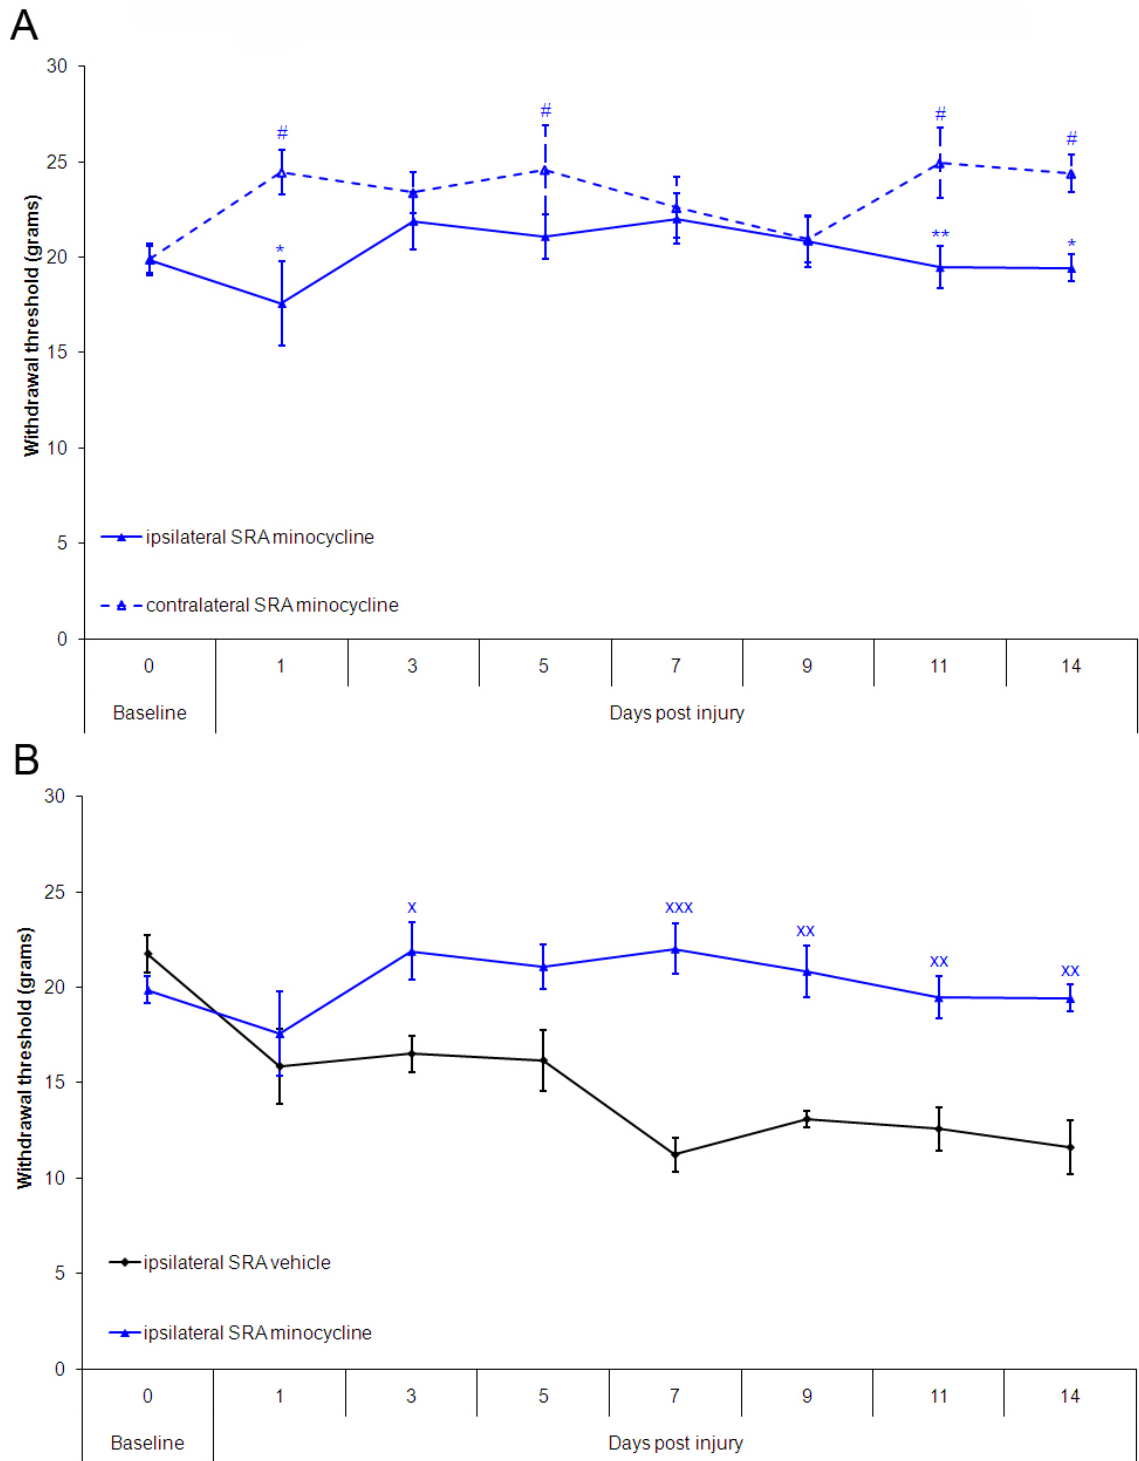 A
30
#
#
#
#
25
20
*
**
*
15
10
5
0
Withdrawal threshold (grams)
ipsilateral SRA minocycline
contralateral SRA minocycline
0 1 3 5 7 9 11 14
Baseline Days post injury
B
30
25
x
xxx
xx
xx
xx
20
15
10
5
0
Withdrawal threshold (grams)
ipsilateral SRA vehicle
ipsilateral SRA minocycline
0 1 3 5 7 9 11 14
Baseline Days post injury